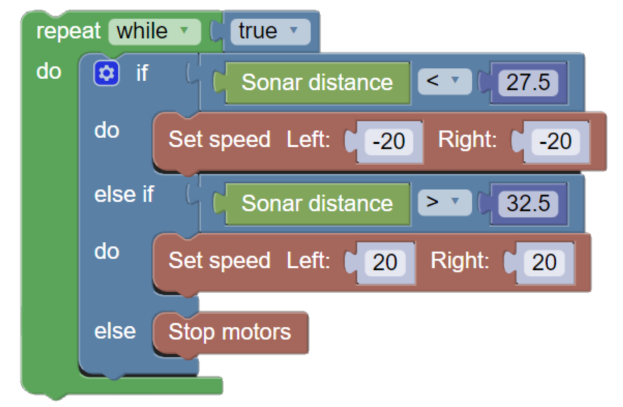 repeat while true
do if Sonar distance < 27.5
do Set speed Left: -20 Right: -20
else if Sonar distance > 32.5
do Set speed Left: 20 Right: 20
else Stop motors